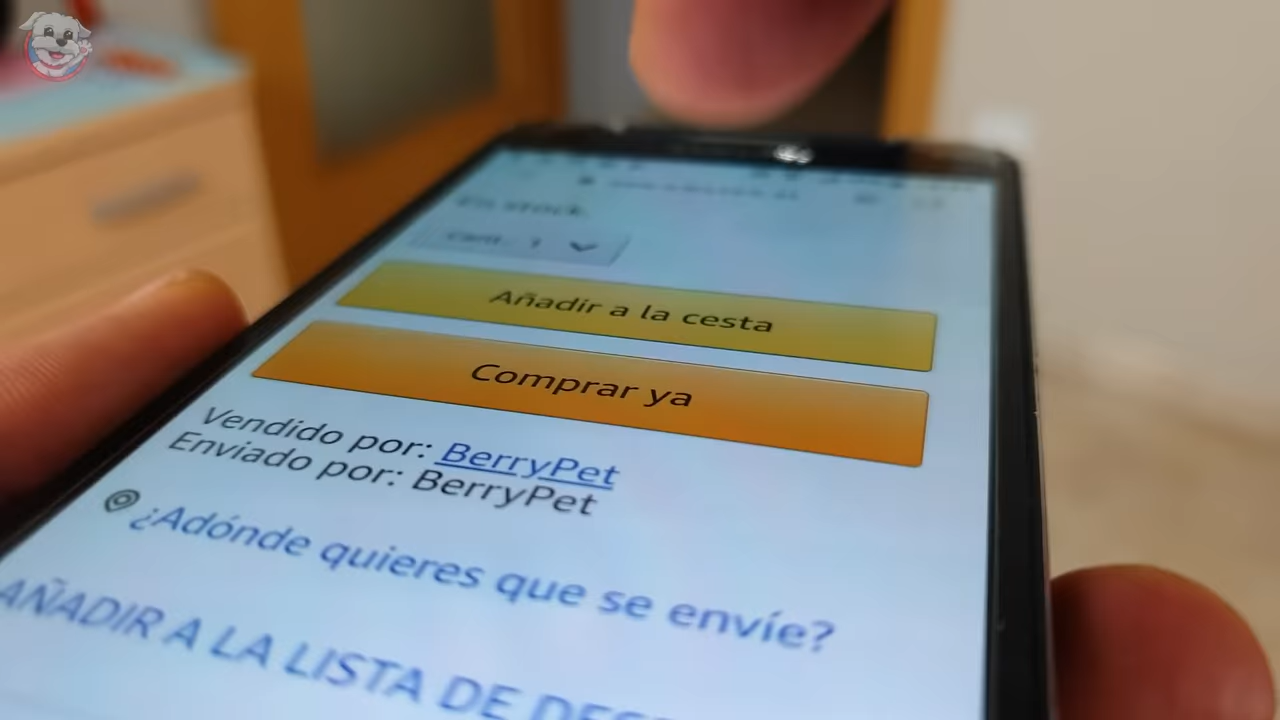 En stock.
Cant.: 1
Añadir a la cesta
Comprar ya
Vendido por: BerryPet
Enviado por: BerryPet
¿Adónde quieres que se envíe?
AÑADIR A LA LISTA DE